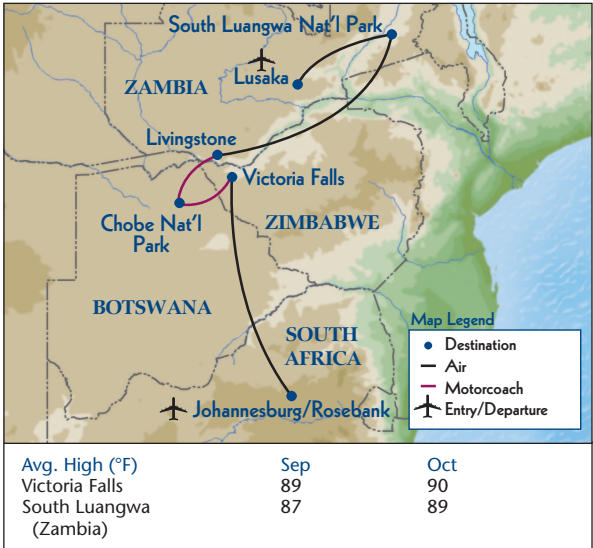 South Luangwa Nat'l Park
Lusaka
ZAMBIA
Livingstone
Victoria Falls
Chobe Nat'l
Park
ZIMBABWE
BOTSWANA
SOUTH
AFRICA
Map Legend
Destination
Air
Motorcoach
Entry/Departure
Johannesburg/Rosebank
Avg. High (°F) Sep Oct
Victoria Falls 89 90
South Luangwa 87 89
(Zambia)